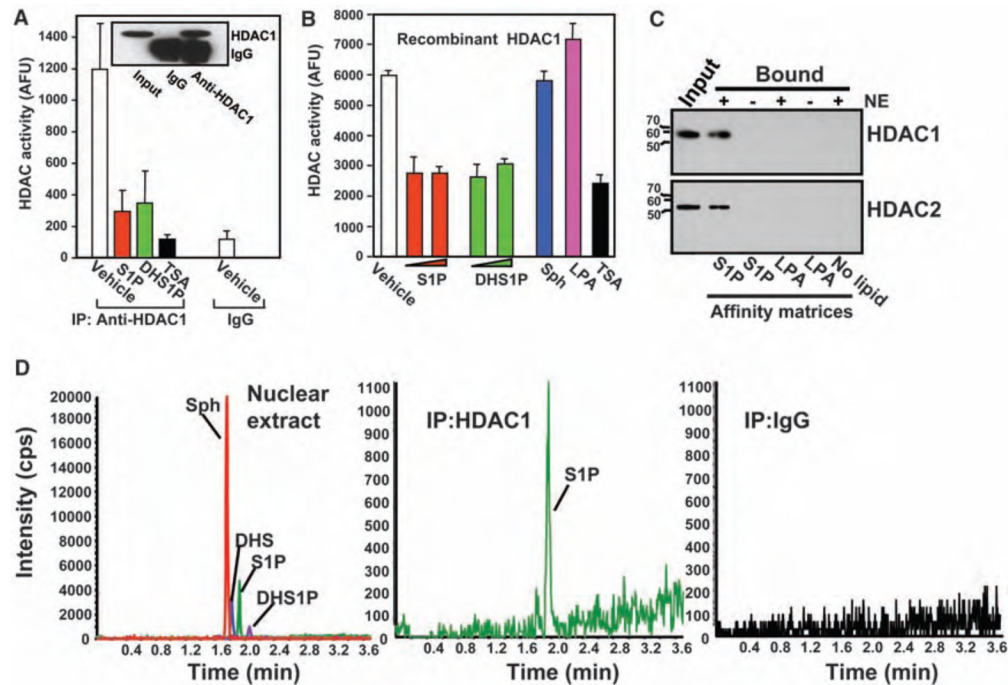 A
HDAC activity (AFU)
1400
1200
1000
800
600
400
200
0
HDAC1
IgG
Input
IgG
Anti-HDAC1
Vehicle
S1P
DHS1P
TSA
Vehicle
IP: Anti-HDAC1
IgG
B
HDAC activity (AFU)
8000
7000
6000
5000
4000
3000
2000
1000
0
Recombinant HDAC1
Vehicle
S1P
DHS1P
Sph
LPA
TSA
C
Input
Bound
+ - + - + NE
70
60
50
HDAC1
70
60
50
HDAC2
S1P
S1P
LPA
LPA
No lipid
Affinity matrices
D
Intensity (cps)
20000
18000
16000
14000
12000
10000
8000
6000
4000
2000
0
Nuclear
extract
Sph
DHS
S1P
DHS1P
0.4 0.8 1.2 1.6 2.0 2.4 2.8 3.2 3.6
Time (min)
1100
1000
900
800
700
600
500
400
300
200
100
0
IP:HDAC1
S1P
0.4 0.8 1.2 1.6 2.0 2.4 2.8 3.2 3.6
Time (min)
1100
1000
900
800
700
600
500
400
300
200
100
0
IP:IgG
0.4 0.8 1.2 1.6 2.0 2.4 2.8 3.2 3.6
Time (min)